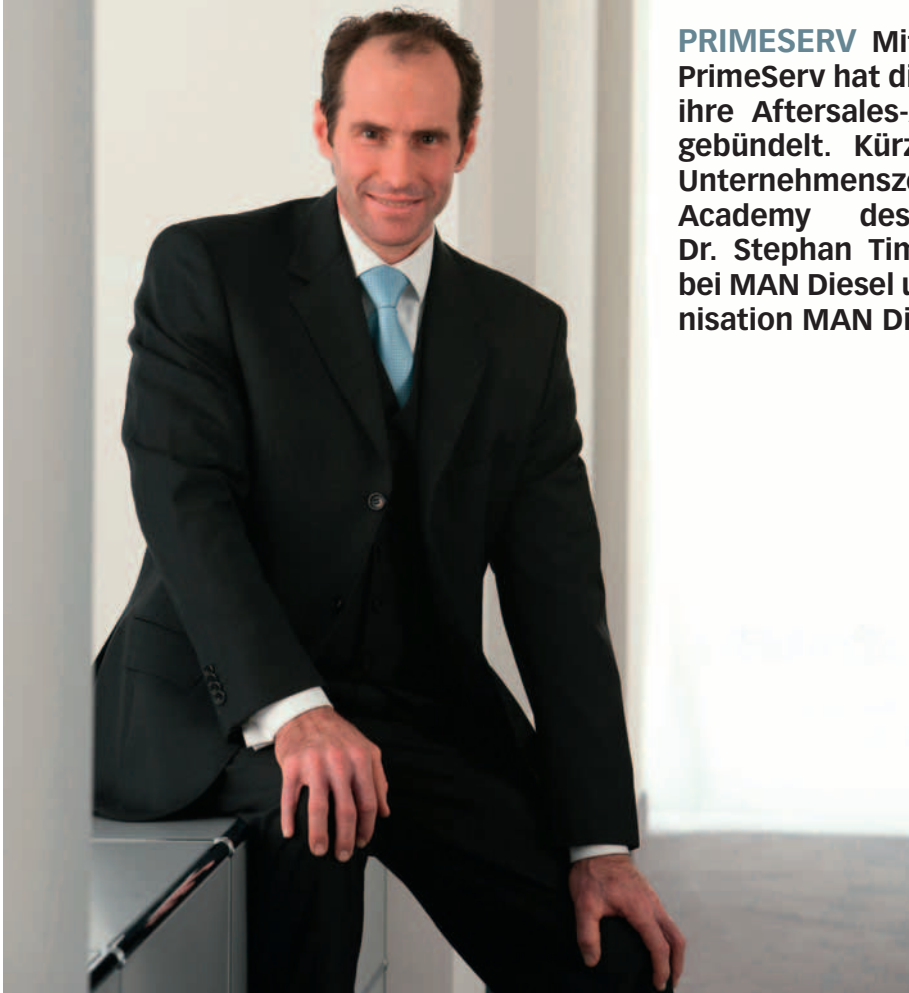 PRIMESERV Mit
PrimeServ hat di
ihre Aftersales-
gebündelt. Kürz
Unternehmensze
Academy des
Dr. Stephan Tim
bei MAN Diesel u
nisation MAN Di